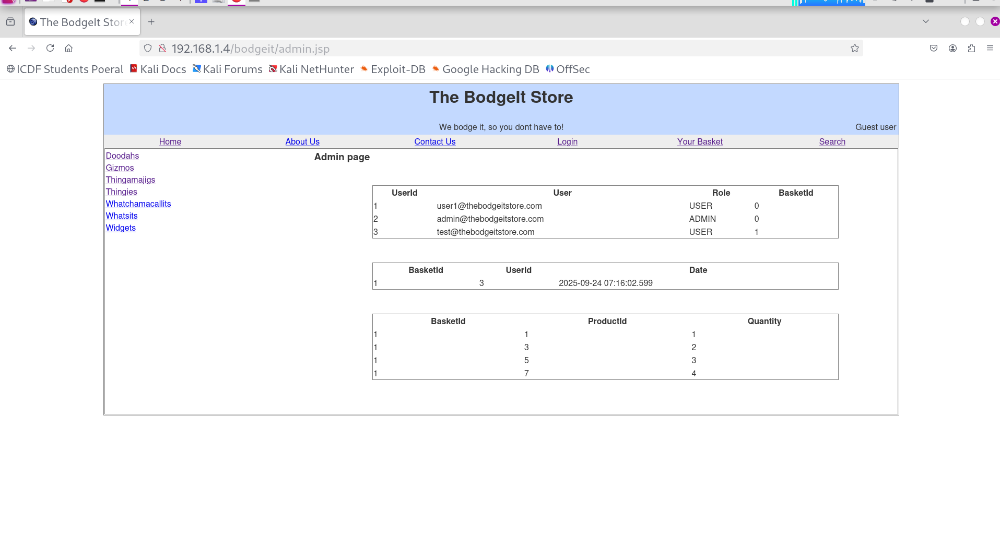 The BodgeIt Stor
192.168.1.4/bodgeit/admin.jsp
ICDF Students Poeral Kali Docs Kali Forums Kali NetHunter Exploit-DB Google Hacking DB OffSec
The BodgeIt Store
We bodge it, so you dont have to! Guest user
Home About Us Contact Us Login Your Basket Search
Doodahs
Gizmos
Thingamajigs
Thingies
Whatchamacallits
Whatsits
Widgets
Admin page
UserId User Role BasketId
1 user1@thebodgeitstore.com USER 0
2 admin@thebodgeitstore.com ADMIN 0
3 test@thebodgeitstore.com USER 1
BasketId UserId Date
1 3 2025-09-24 07:16:02.599
BasketId ProductId Quantity
1 1 1
1 3 2
1 5 3
1 7 4